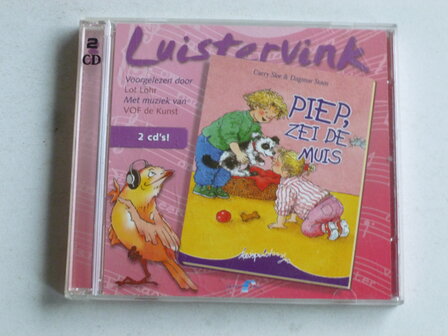 2
CD
Luistervink
Voorgelezen door
Lot Lohr
Met muziek van
VOF de Kunst
2 cd's!
Carry Slee & Dagmar Stam
PIEP,
ZEI DE
MUIS